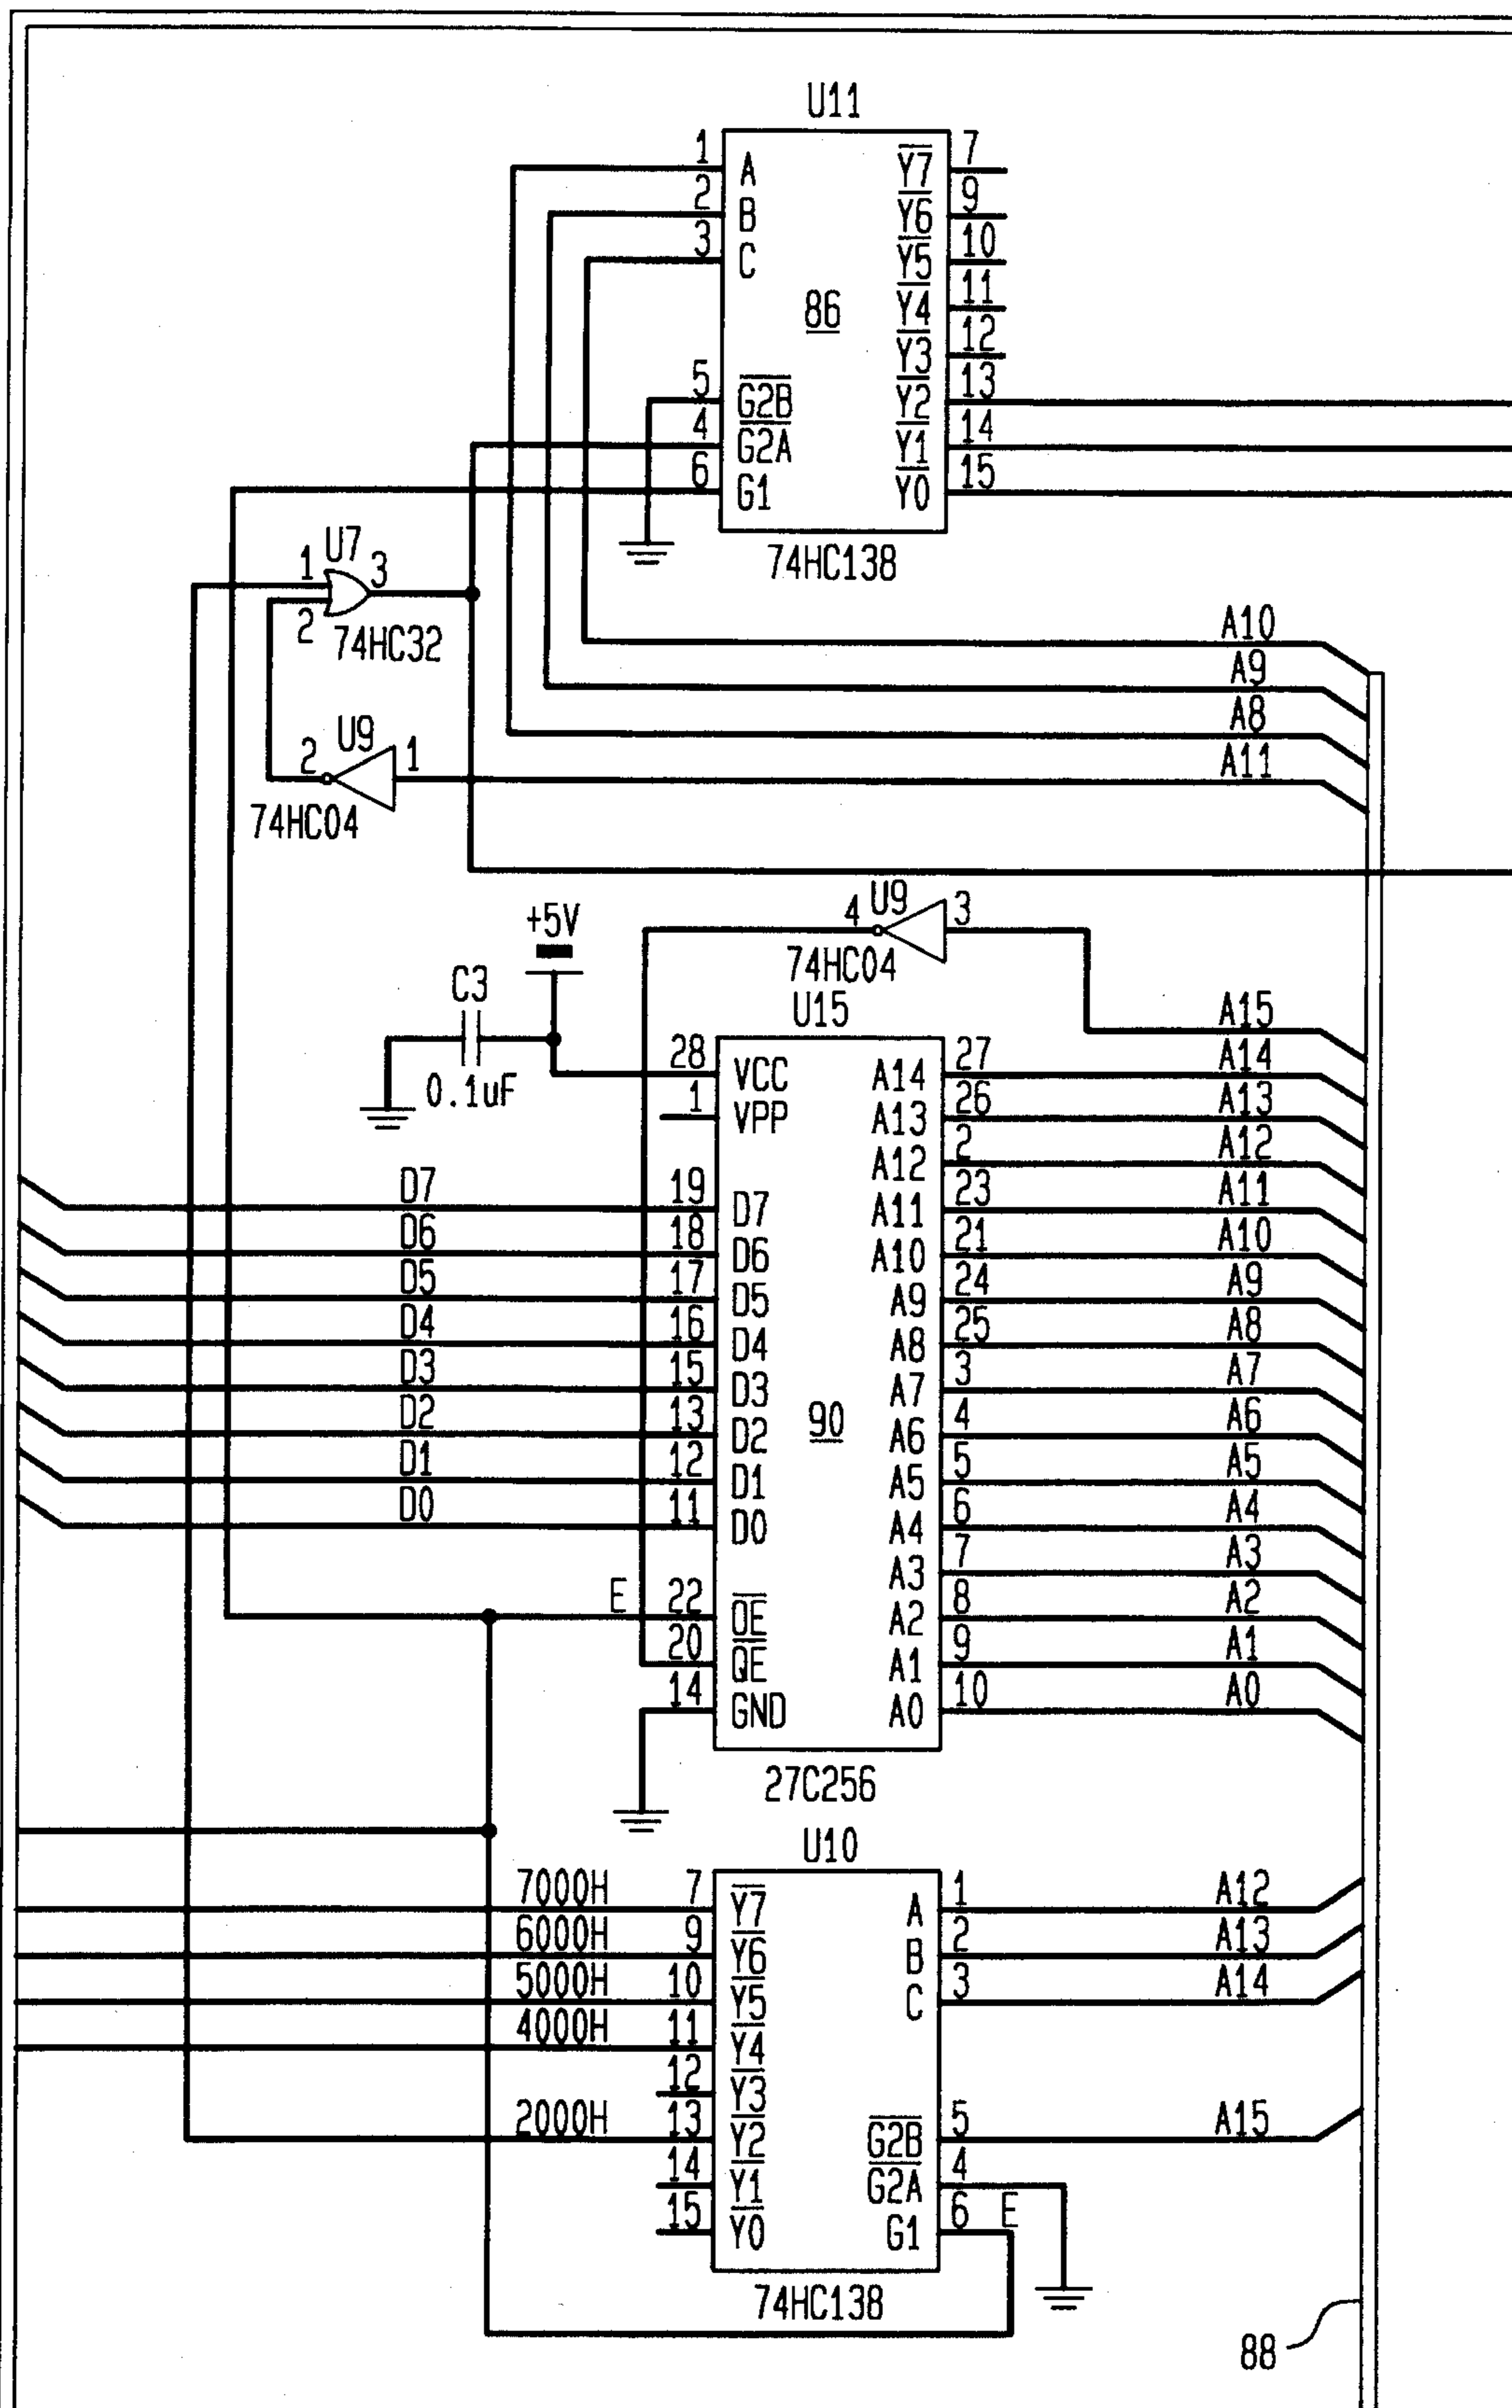 U11
1 A Y7 7
2 B Y6 9
3 C Y5 10
86 Y4 11
Y3 12
5 G2B Y2 13
4 G2A Y1 14
6 G1 Y0 15
74HC138
U7
1 3
2 74HC32
A10
A9
A8
U9
2 1 A11
74HC04
+5V
4 U9 3
74HC04
C3
0.1uF
U15
A15
28 VCC A14 27 A14
1 VPP A13 26 A13
A12 2 A12
D7 19 D7 A11 23 A11
D6 18 D6 A10 21 A10
D5 17 D5 A9 24 A9
D4 16 D4 A8 25 A8
D3 15 D3 A7 3 A7
D2 13 D2 90 A6 4 A6
D1 12 D1 A5 5 A5
D0 11 D0 A4 6 A4
A3 7 A3
E 22 OE A2 8 A2
20 QE A1 9 A1
14 GND A0 10 A0
27C256
U10
7000H 7 Y7 A 1 A12
6000H 9 Y6 B 2 A13
5000H 10 Y5 C 3 A14
4000H 11 Y4
12 Y3
2000H 13 Y2 G2B 5 A15
14 Y1 G2A 4
15 Y0 G1 6 E
74HC138
88